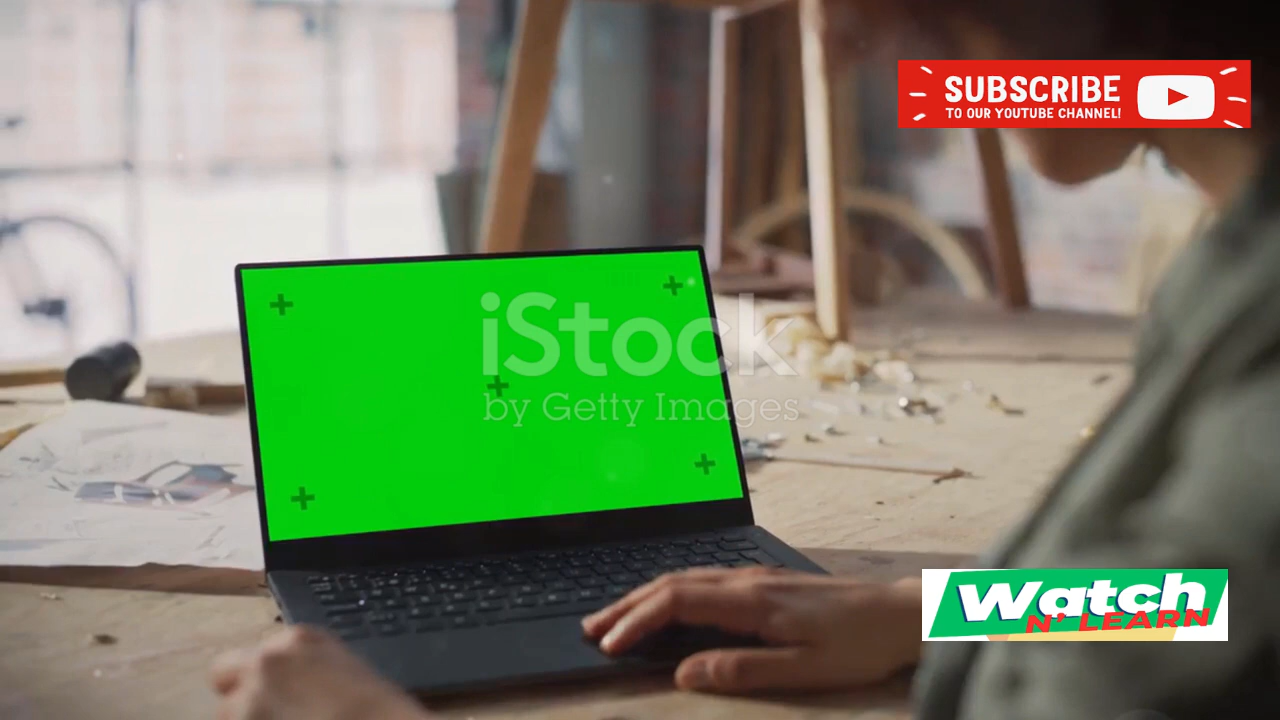 SUBSCRIBE
TO OUR YOUTUBE CHANNEL!
iStock
by Getty Images
Watch
N' LEARN